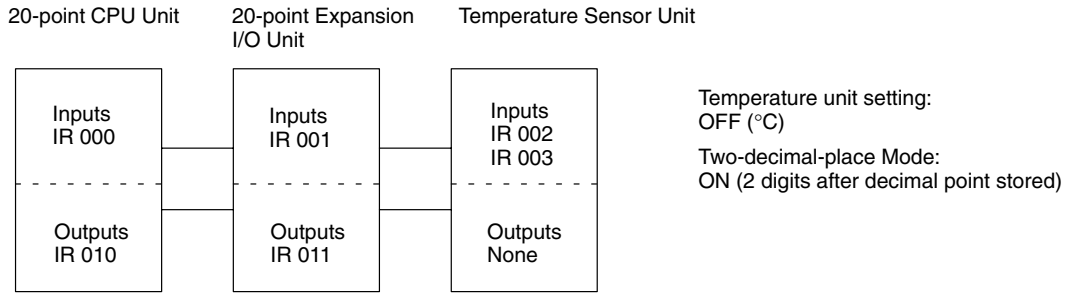 20-point CPU Unit
20-point Expansion
I/O Unit
Temperature Sensor Unit
Inputs
IR 000
Outputs
IR 010
Inputs
IR 001
Outputs
IR 011
Inputs
IR 002
IR 003
Outputs
None
Temperature unit setting:
OFF (°C)
Two-decimal-place Mode:
ON (2 digits after decimal point stored)